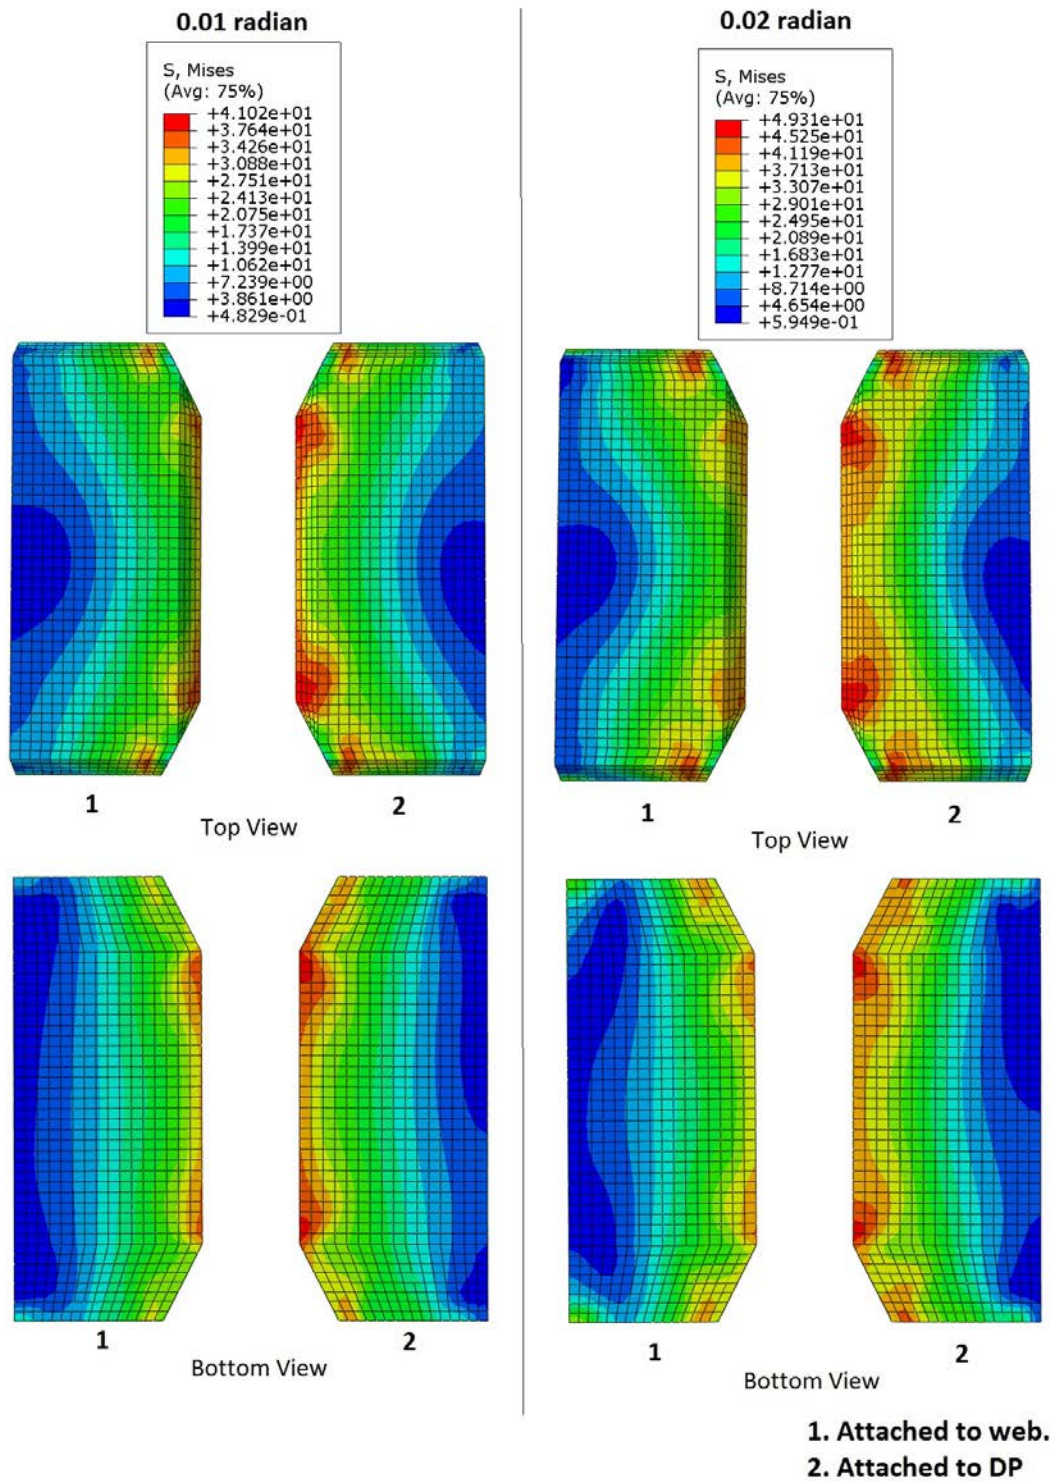 0.01 radian
S, Mises
(Avg: 75%)
+4.102e+01
+3.764e+01
+3.426e+01
+3.088e+01
+2.751e+01
+2.413e+01
+2.075e+01
+1.737e+01
+1.399e+01
+1.062e+01
+7.239e+00
+3.861e+00
+4.829e-01
1
2
Top View
1
2
Bottom View
0.02 radian
S, Mises
(Avg: 75%)
+4.931e+01
+4.525e+01
+4.119e+01
+3.713e+01
+3.307e+01
+2.901e+01
+2.495e+01
+2.089e+01
+1.683e+01
+1.277e+01
+8.714e+00
+4.654e+00
+5.949e-01
1
2
Top View
1
2
Bottom View
1. Attached to web.
2. Attached to DP